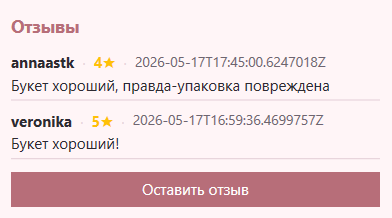 Отзывы
annaastk · 4★ · 2026-05-17T17:45:00.6247018Z
Букет хороший, правда-упаковка повреждена
veronika · 5★ · 2026-05-17T16:59:36.4699757Z
Букет хороший!
Оставить отзыв